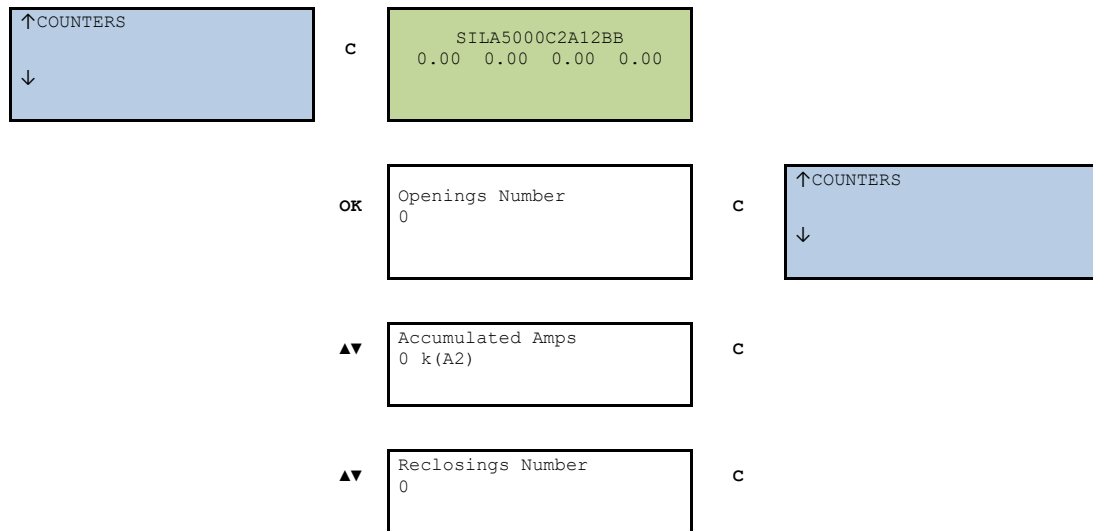 ↑COUNTERS
↓
C
SILA5000C2A12BB
0.00 0.00 0.00 0.00
OK
Openings Number
0
C
↑COUNTERS
↓
▲▼
Accumulated Amps
0 k(A2)
C
▲▼
Reclosings Number
0
C